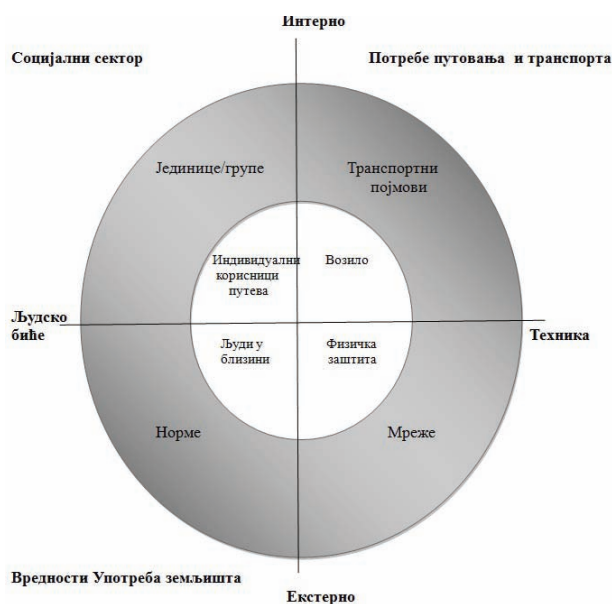 Интерно
Социјални сектор
Потребе путовања и транспорта
Јединице/групе
Транспортни
појмови
Индивидуални
корисници
путева
Возило
Људско
биће
Техника
Људи у
близини
Физичка
заштита
Норме
Мреже
Вредности Употреба земљишта
Екстерно